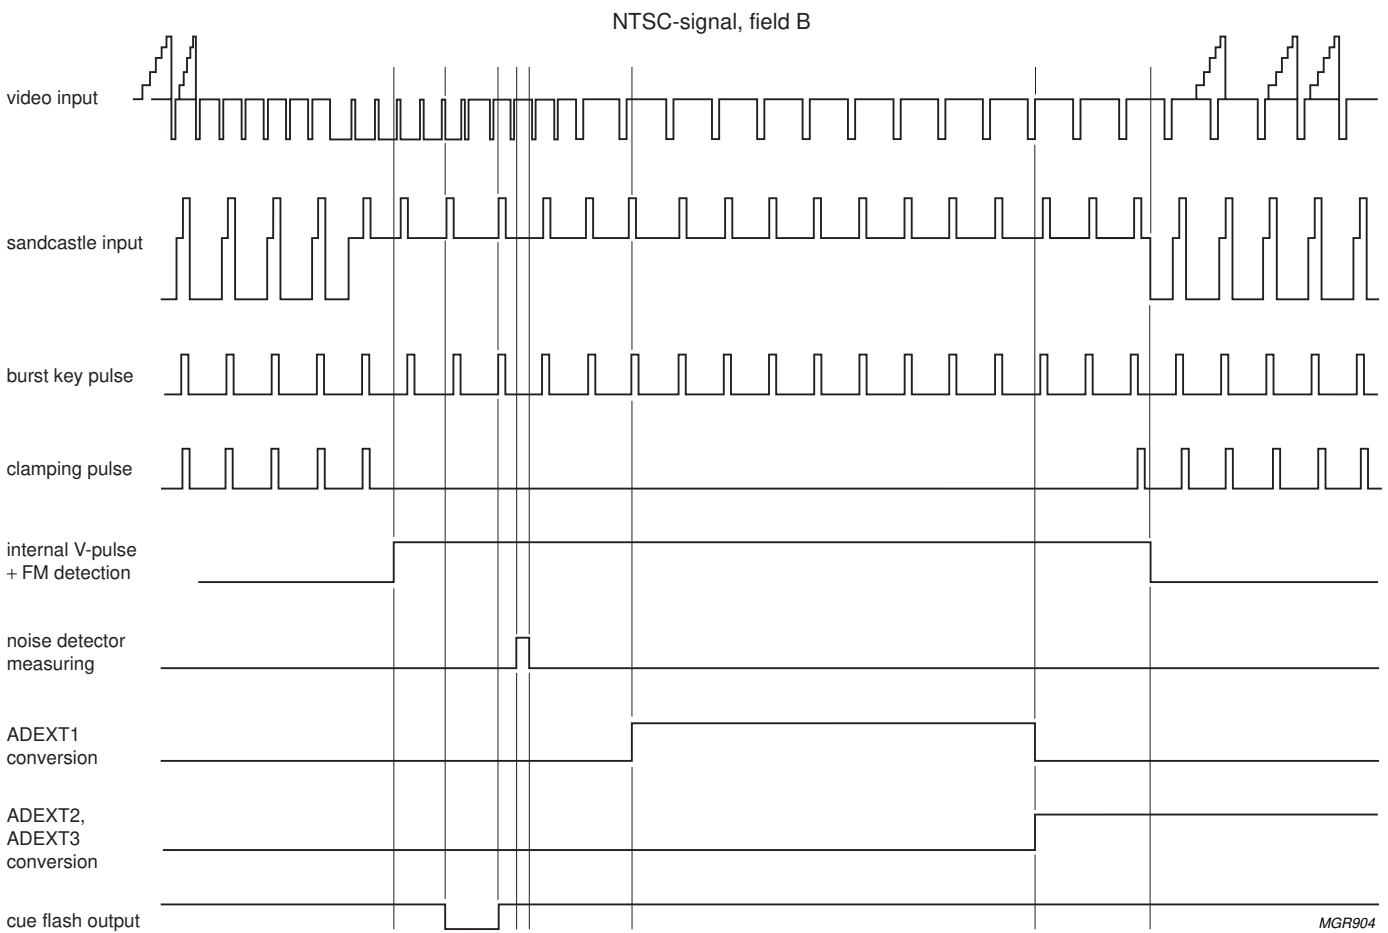 NTSC-signal, field B
video input
sandcastle input
burst key pulse
clamping pulse
internal V-pulse
+ FM detection
noise detector
measuring
ADEXT1
conversion
ADEXT2,
ADEXT3
conversion
cue flash output
MGR904